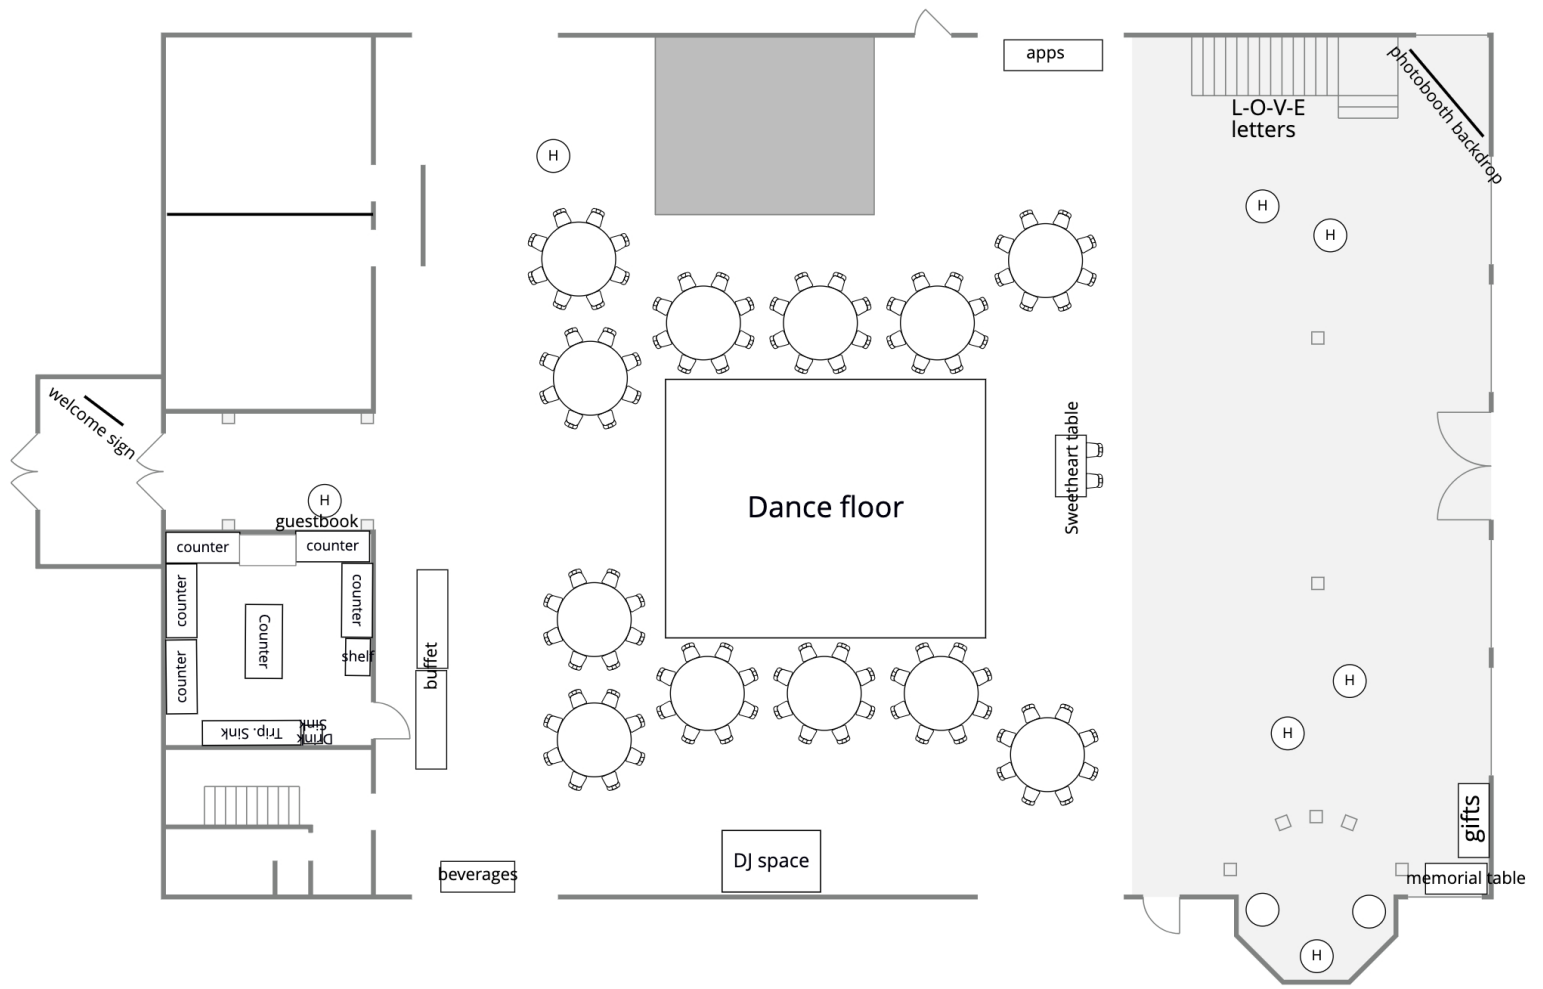 apps
L-O-V-E
letters
photobooth backdrop
H
H
H
welcome sign
Sweetheart table
H
guestbook
Dance floor
counter
counter
counter
counter
Counter
counter
shelf
buffet
Trip. Sink
Drink
Sink
H
H
gifts
DJ space
beverages
memorial table
H